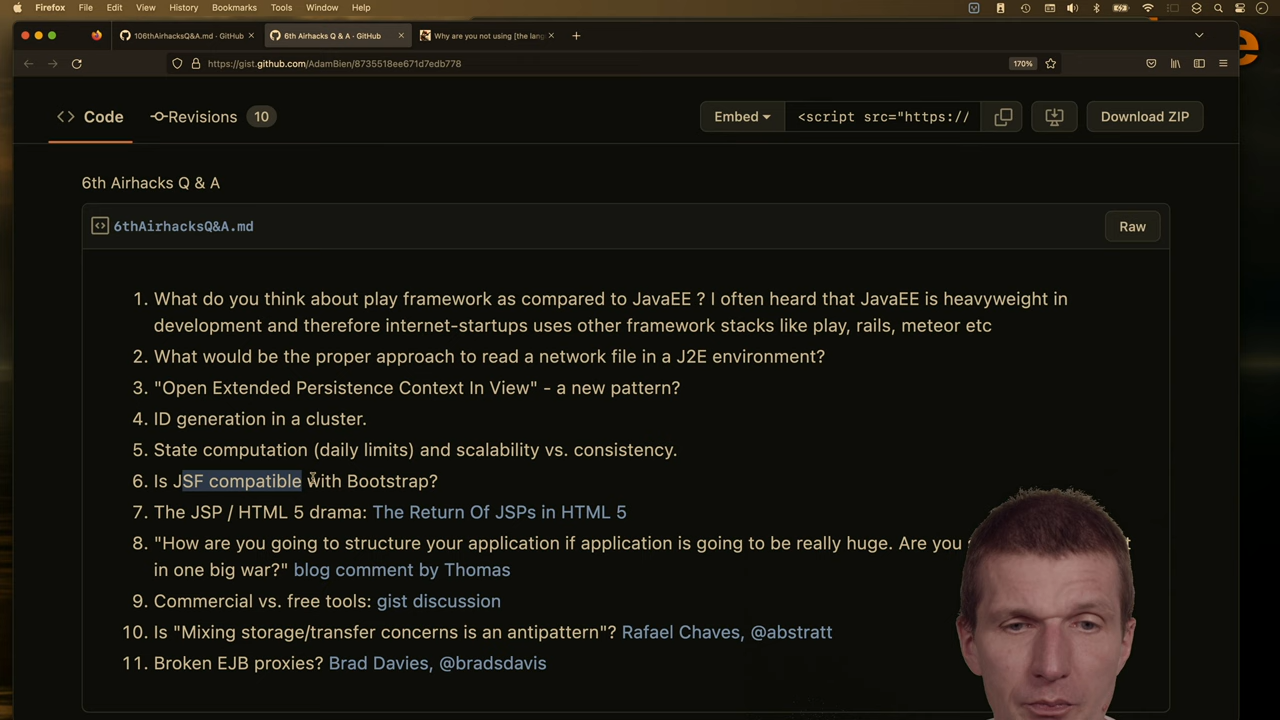 Firefox File Edit View History Bookmarks Tools Window Help
106thAirhacksQ&A.md · GitHub 6th Airhacks Q & A · GitHub Why are you not using [the lang
https://gist.github.com/AdamBien/8735518ee671d7edb778 170%
Code Revisions 10 Embed <script src="https:// Download ZIP
6th Airhacks Q & A
6thAirhacksQ&A.md Raw
1. What do you think about play framework as compared to JavaEE ? I often heard that JavaEE is heavyweight in
development and therefore internet-startups uses other framework stacks like play, rails, meteor etc
2. What would be the proper approach to read a network file in a J2E environment?
3. "Open Extended Persistence Context In View" - a new pattern?
4. ID generation in a cluster.
5. State computation (daily limits) and scalability vs. consistency.
6. Is JSF compatible with Bootstrap?
7. The JSP / HTML 5 drama: The Return Of JSPs in HTML 5
8. "How are you going to structure your application if application is going to be really huge. Are you
in one big war?" blog comment by Thomas
9. Commercial vs. free tools: gist discussion
10. Is "Mixing storage/transfer concerns is an antipattern"? Rafael Chaves, @abstratt
11. Broken EJB proxies? Brad Davies, @bradsdavis